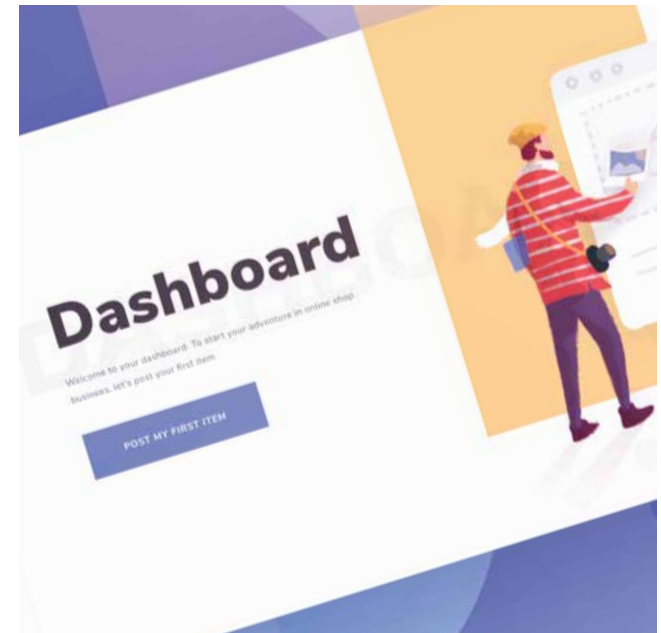 Dashboard
Welcome to your dashboard. To start your adventure in online shop
business, let's post your first item
POST MY FIRST ITEM